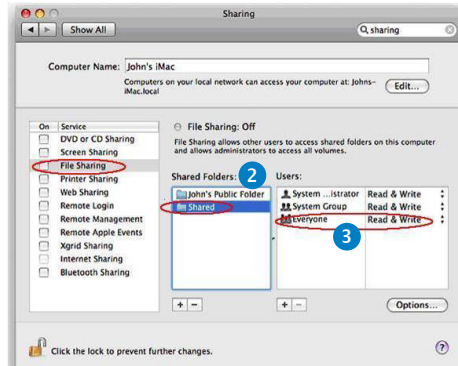 Sharing
Show All
sharing
Computer Name: John's iMac
Computers on your local network can access your computer at: Johns-
iMac.local
Edit...
On Service
DVD or CD Sharing
Screen Sharing
File Sharing
Printer Sharing
Web Sharing
Remote Login
Remote Management
Remote Apple Events
Xgrid Sharing
Internet Sharing
Bluetooth Sharing
File Sharing: Off
File Sharing allows other users to access shared folders on this computer
and allows administrators to access all volumes.
Shared Folders: 2 Users:
John's Public Folder
Shared
System ...istrator Read & Write
System Group Read & Write
Everyone Read & Write
3
+ -
+ -
Options...
Click the lock to prevent further changes.
?